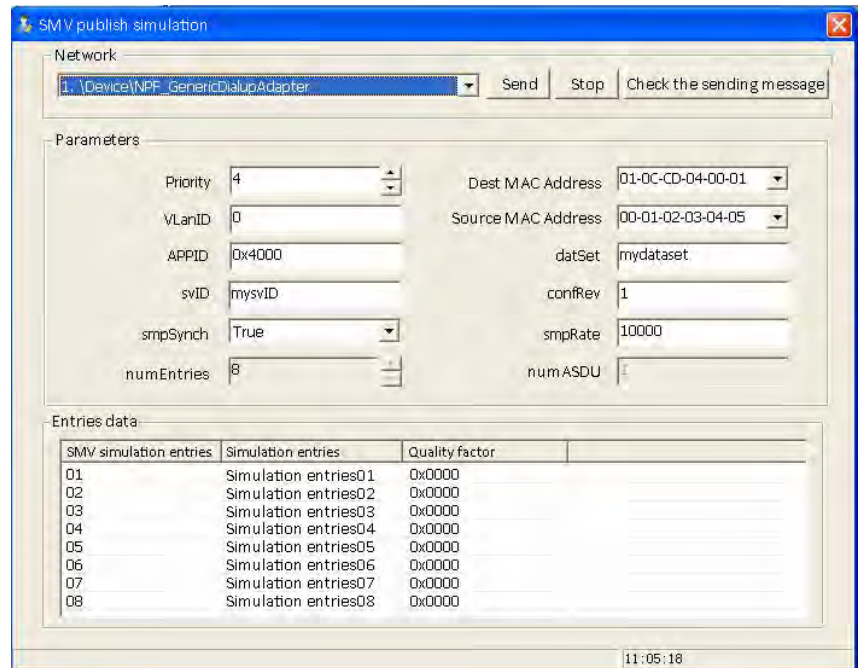 SMV publish simulation
Network
1. \Device\NPF_GenericDialupAdapter Send Stop Check the sending message
Parameters
Priority 4 Dest MAC Address 01-0C-CD-04-00-01
VLanID 0 Source MAC Address 00-01-02-03-04-05
APPID 0x4000 datSet mydataset
svID mysvID confRev 1
smpSynch True smpRate 10000
numEntries 8 numASDU
Entries data
SMV simulation entries Simulation entries Quality factor
01 Simulation entries01 0x0000
02 Simulation entries02 0x0000
03 Simulation entries03 0x0000
04 Simulation entries04 0x0000
05 Simulation entries05 0x0000
06 Simulation entries06 0x0000
07 Simulation entries07 0x0000
08 Simulation entries08 0x0000
11:05:18